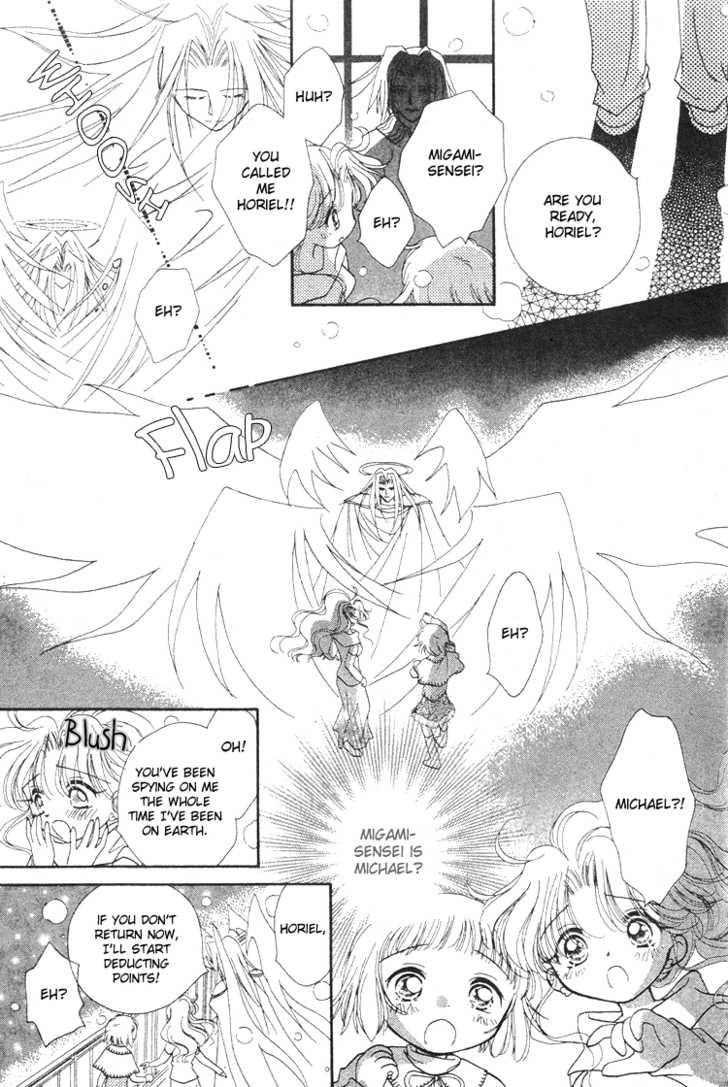 ARE YOU
READY,
HORIEL?
MIGAMI-
SENSEI?
EH?
HUH?
YOU
CALLED
ME
HORIEL!!
WHOOSH
EH?
Flap
EH?
MICHAEL?!
MIGAMI-
SENSEI IS
MICHAEL?
Blush
OH!
YOU'VE BEEN
SPYING ON ME
THE WHOLE
TIME I'VE BEEN
ON EARTH.
HORIEL,
IF YOU DON'T
RETURN NOW,
I'LL START
DEDUCTING
POINTS!
EH?